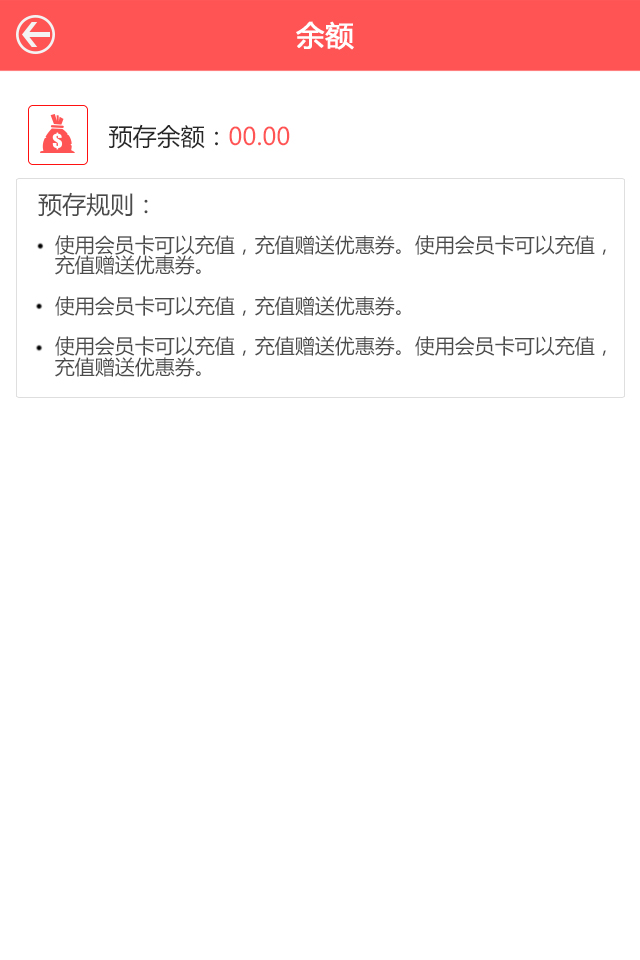 余额
$
预存余额：00.00
预存规则：
• 使用会员卡可以充值，充值赠送优惠券。使用会员卡可以充值，
充值赠送优惠券。
• 使用会员卡可以充值，充值赠送优惠券。
• 使用会员卡可以充值，充值赠送优惠券。使用会员卡可以充值，
充值赠送优惠券。